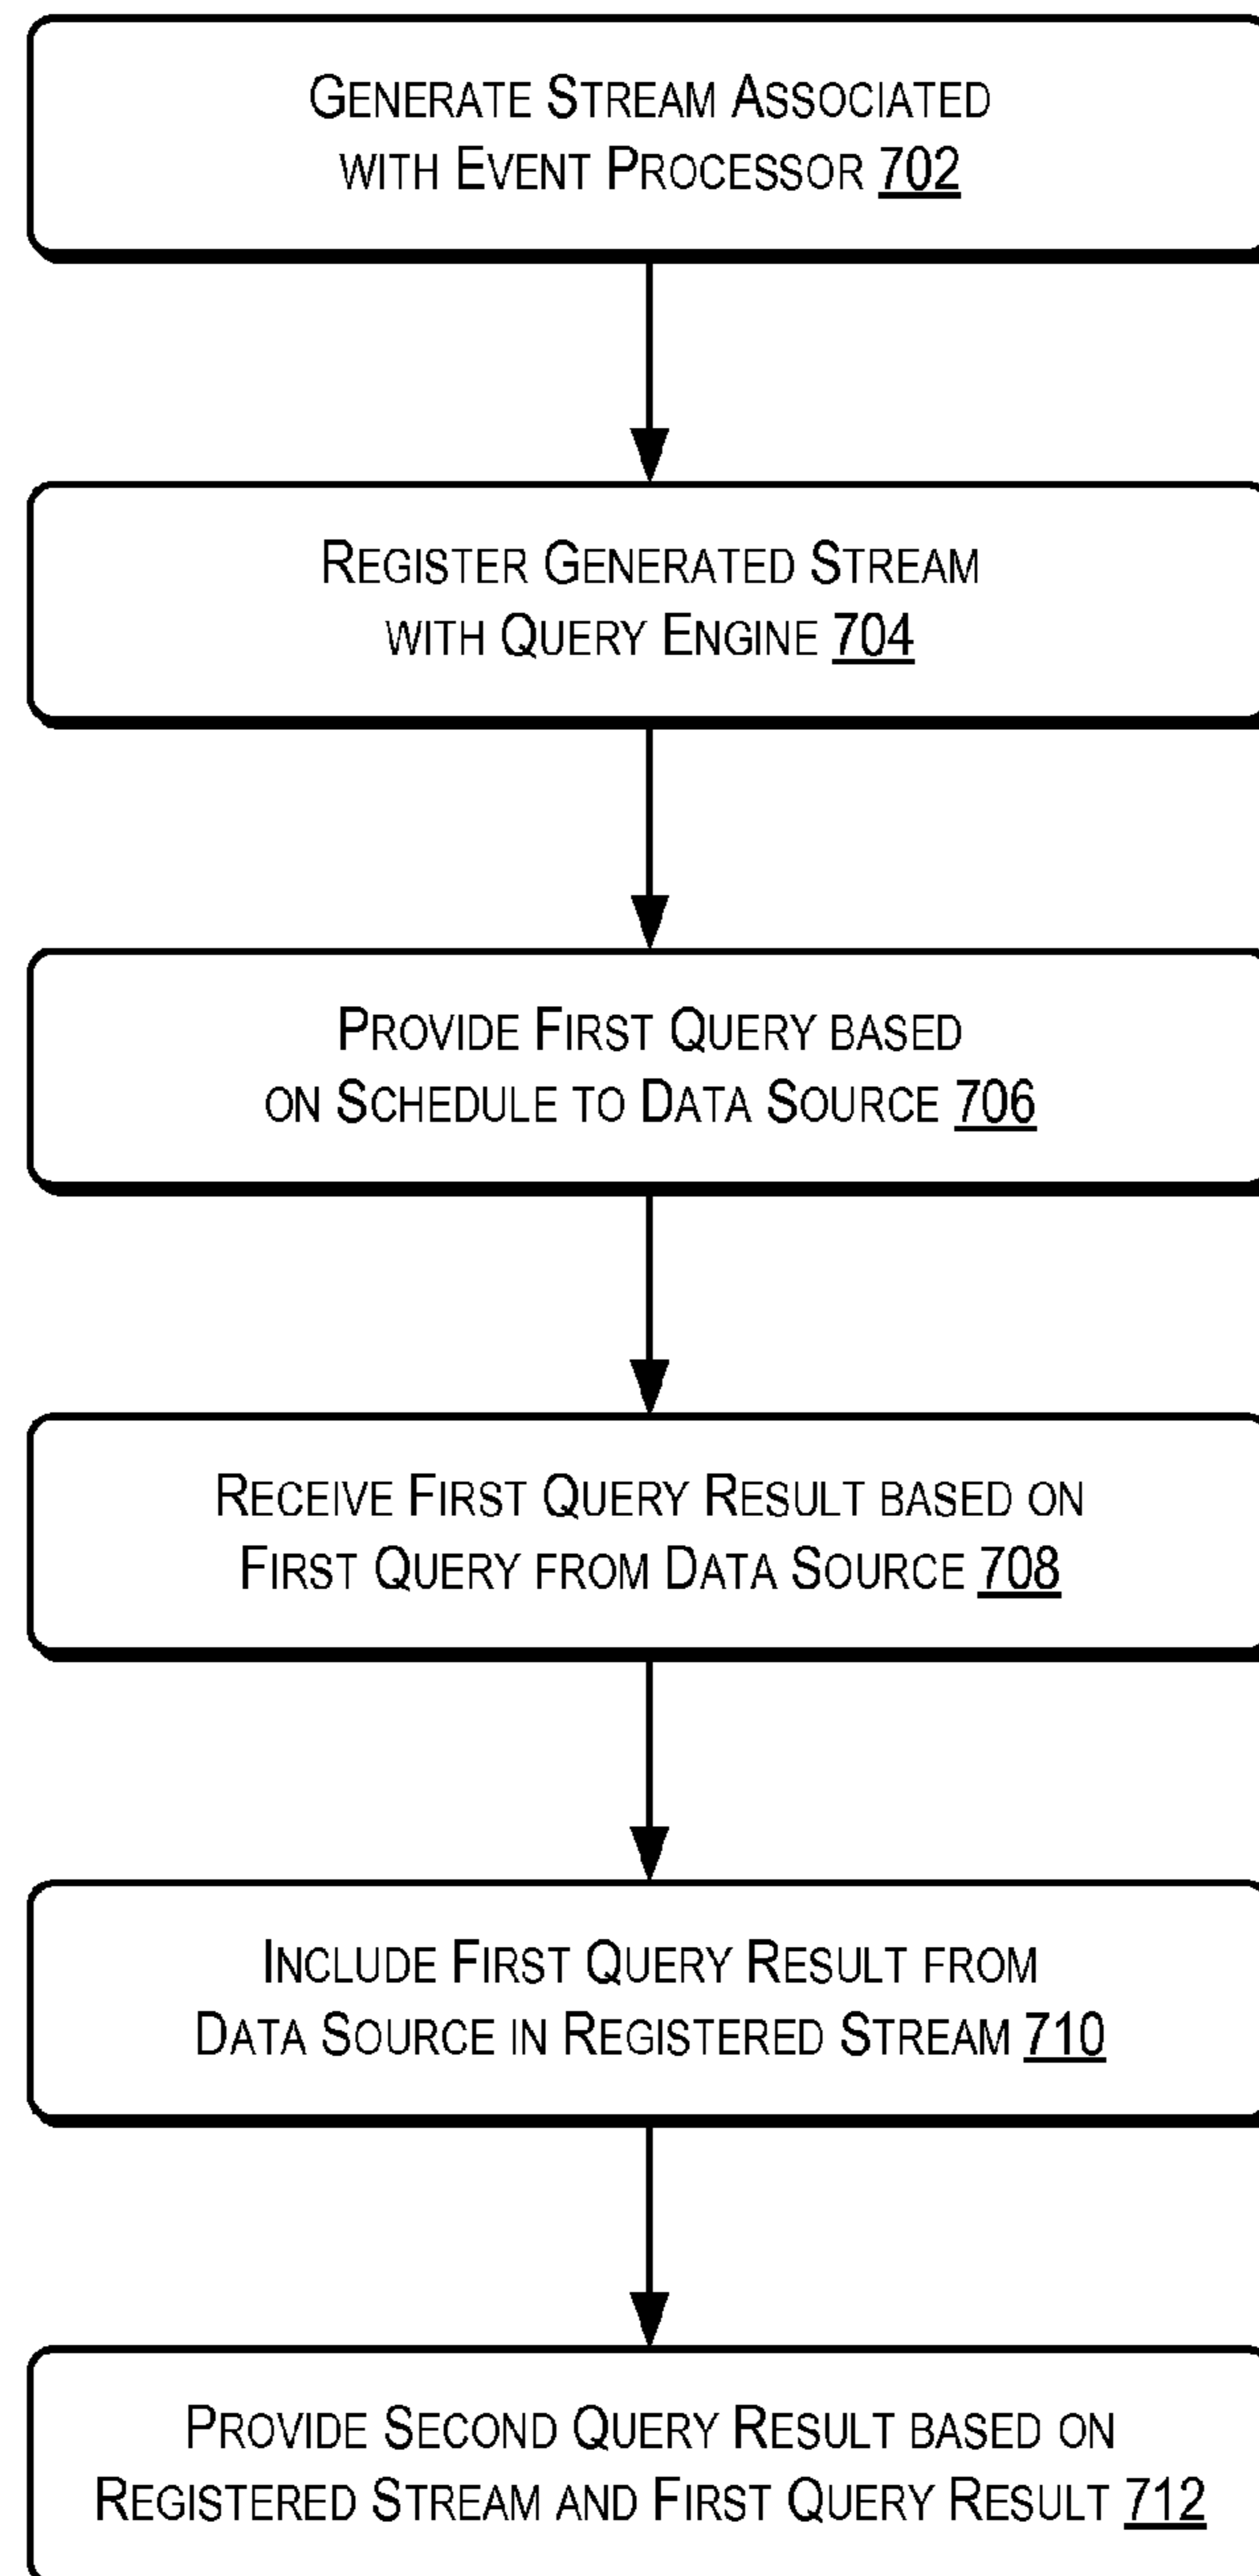 GENERATE STREAM ASSOCIATED
WITH EVENT PROCESSOR 702
REGISTER GENERATED STREAM
WITH QUERY ENGINE 704
PROVIDE FIRST QUERY BASED
ON SCHEDULE TO DATA SOURCE 706
RECEIVE FIRST QUERY RESULT BASED ON
FIRST QUERY FROM DATA SOURCE 708
INCLUDE FIRST QUERY RESULT FROM
DATA SOURCE IN REGISTERED STREAM 710
PROVIDE SECOND QUERY RESULT BASED ON
REGISTERED STREAM AND FIRST QUERY RESULT 712